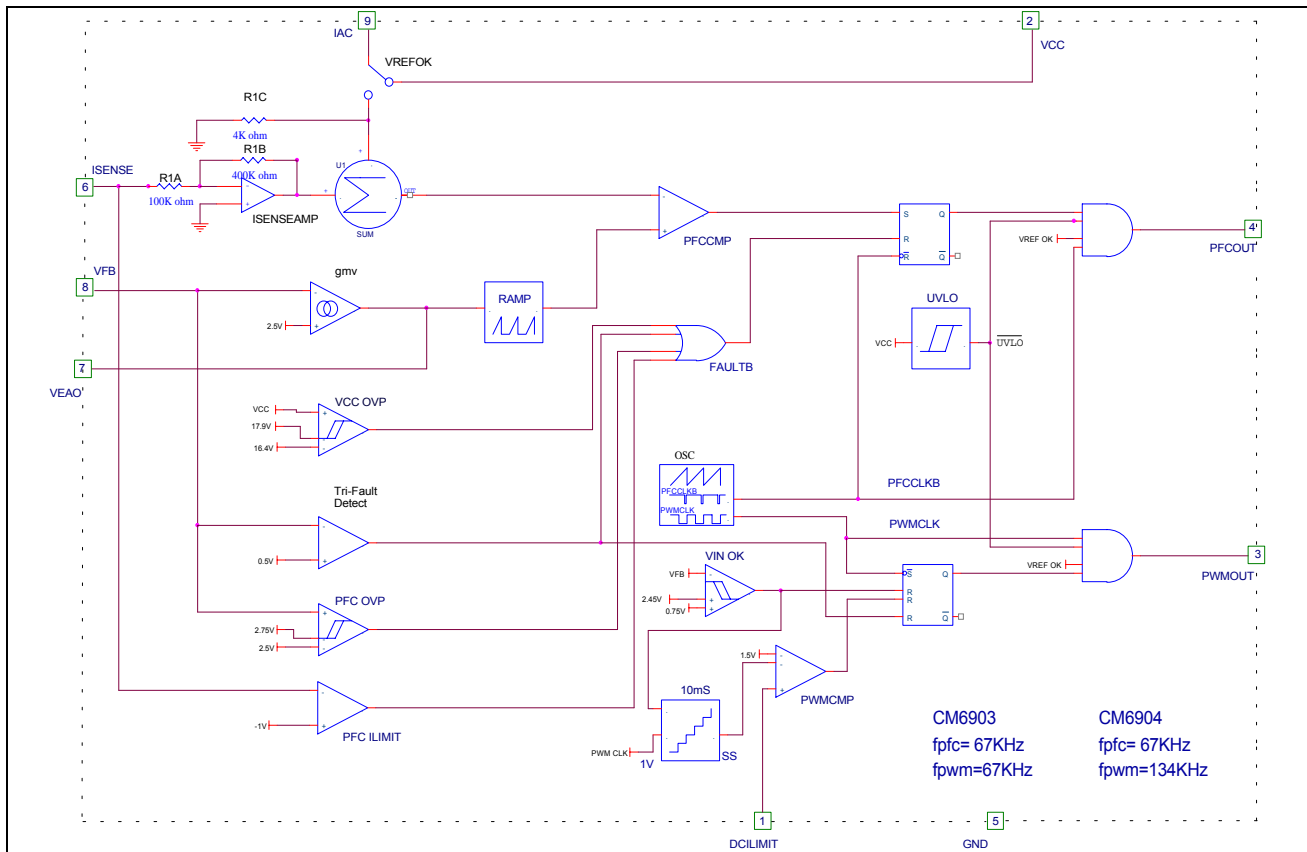 9
IAC
2
VCC
VREFOK
R1C
4K ohm
R1B
400K ohm
ISENSE
6
R1A
100K ohm
-
+
ISENSEAMP
+
-
+
-
U1
OUT
SUM
-
+
PFCCMP
S
Q
R
R
Q
VREF OK
4
PFCOUT
VFB
8
gmv
-
+
2.5V
RAMP
-
-
UVLO
VCC
-
-
UVLO
FAULTB
7
VEAO
VCC OVP
VCC
17.9V
16.4V
+
-
-
OSC
PFCCLKB
PWMCLK
-
-
PFCCLKB
PWMCLK
Tri-Fault
Detect
-
+
0.5V
VIN OK
VFB
2.45V
0.75V
-
+
+
S
Q
R
R
R
Q
VREF OK
3
PWMOUT
PFC OVP
2.75V
2.5V
+
-
-
1.5V
-
-
+
PWMCMP
10mS
-
-
-
PWM CLK
1V
SS
-1V
-
+
PFC ILIMIT
CM6903
fpfc= 67KHz
fpwm=67KHz
CM6904
fpfc= 67KHz
fpwm=134KHz
1
DCILIMIT
5
GND